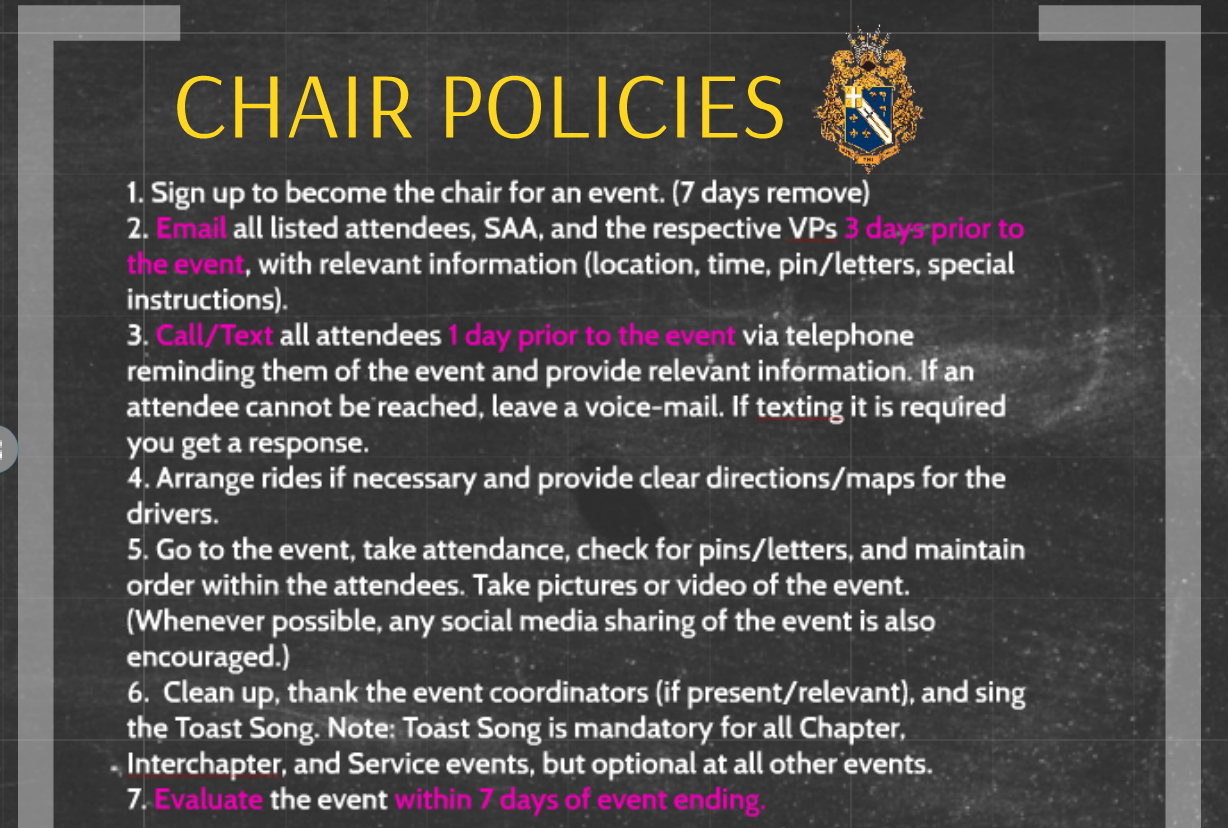 CHAIR POLICIES
1. Sign up to become the chair for an event. (7 days remove)
2. Email all listed attendees, SAA, and the respective VPs 3 days prior to
the event, with relevant information (location, time, pin/letters, special
instructions).
3. Call/Text all attendees 1 day prior to the event via telephone
reminding them of the event and provide relevant information. If an
attendee cannot be reached, leave a voice-mail. If texting it is required
you get a response.
4. Arrange rides if necessary and provide clear directions/maps for the
drivers.
5. Go to the event, take attendance, check for pins/letters, and maintain
order within the attendees. Take pictures or video of the event.
(Whenever possible, any social media sharing of the event is also
encouraged.)
6.  Clean up, thank the event coordinators (if present/relevant), and sing
the Toast Song. Note: Toast Song is mandatory for all Chapter,
Interchapter, and Service events, but optional at all other events.
7. Evaluate the event within 7 days of event ending.